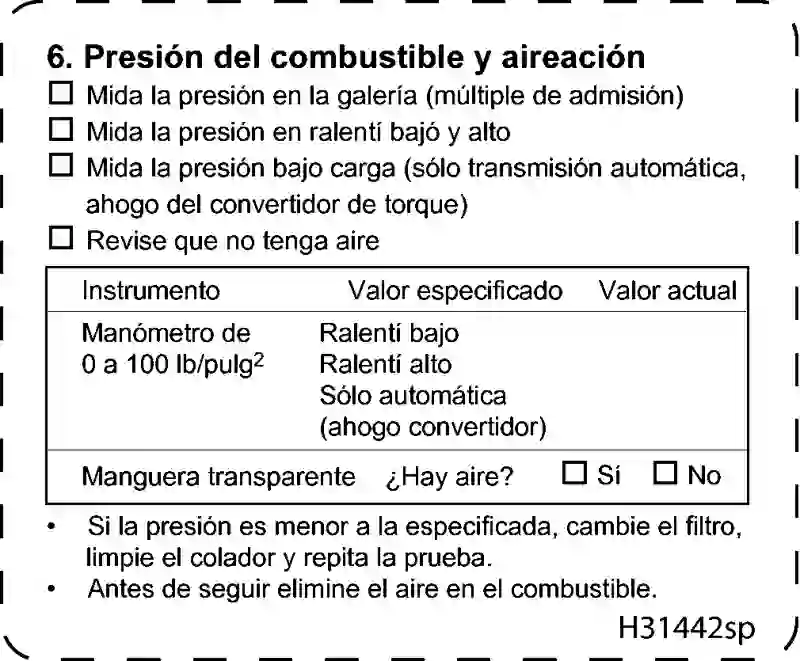 6. Presión del combustible y aireación
☐ Mida la presión en la galería (múltiple de admisión)
☐ Mida la presión en ralentí bajó y alto
☐ Mida la presión bajo carga (sólo transmisión automática,
ahogo del convertidor de torque)
☐ Revise que no tenga aire
Instrumento Valor especificado Valor actual
Manómetro de Ralentí bajo
0 a 100 lb/pulg² Ralentí alto
Sólo automática
(ahogo convertidor)
Manguera transparente ¿Hay aire? ☐ Sí ☐ No
• Si la presión es menor a la especificada, cambie el filtro,
limpie el colador y repita la prueba.
• Antes de seguir elimine el aire en el combustible.
H31442sp